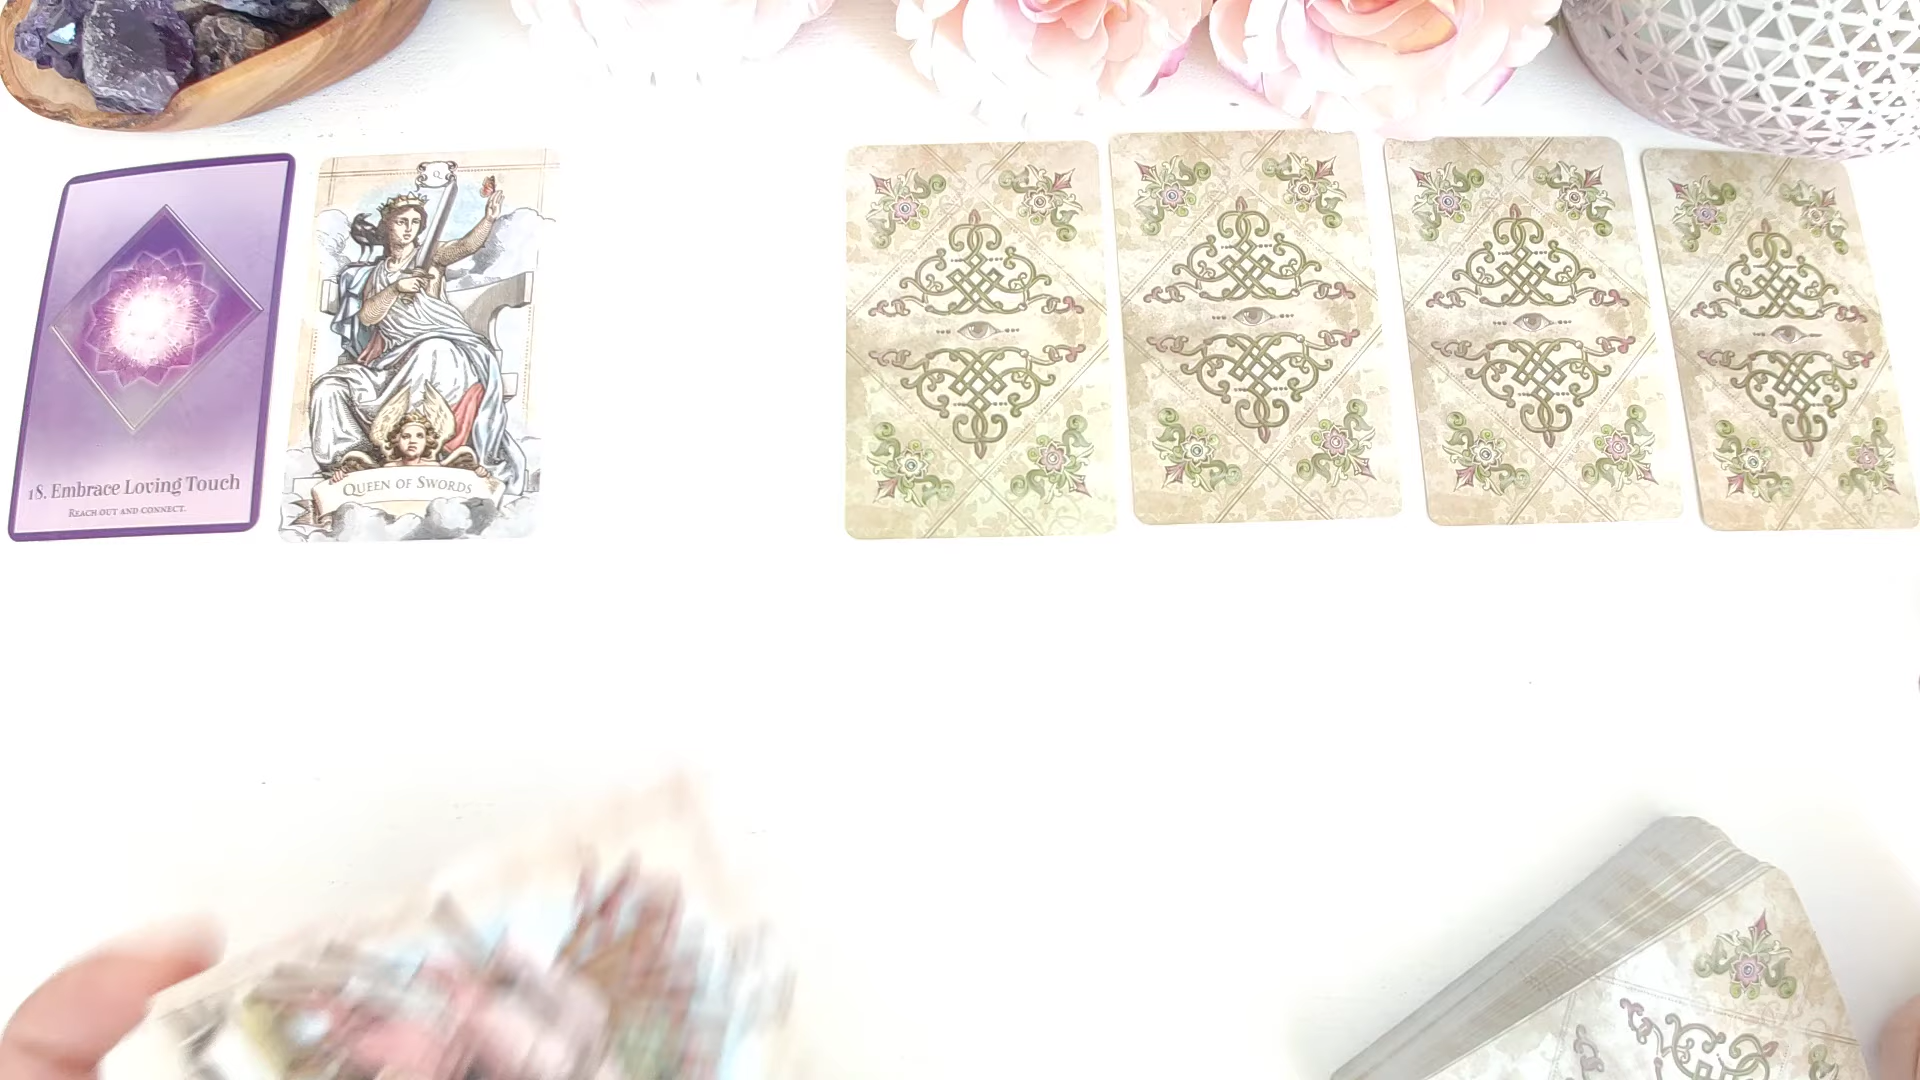 18. Embrace Loving Touch
Reach out and connect.
Q
Queen of Swords